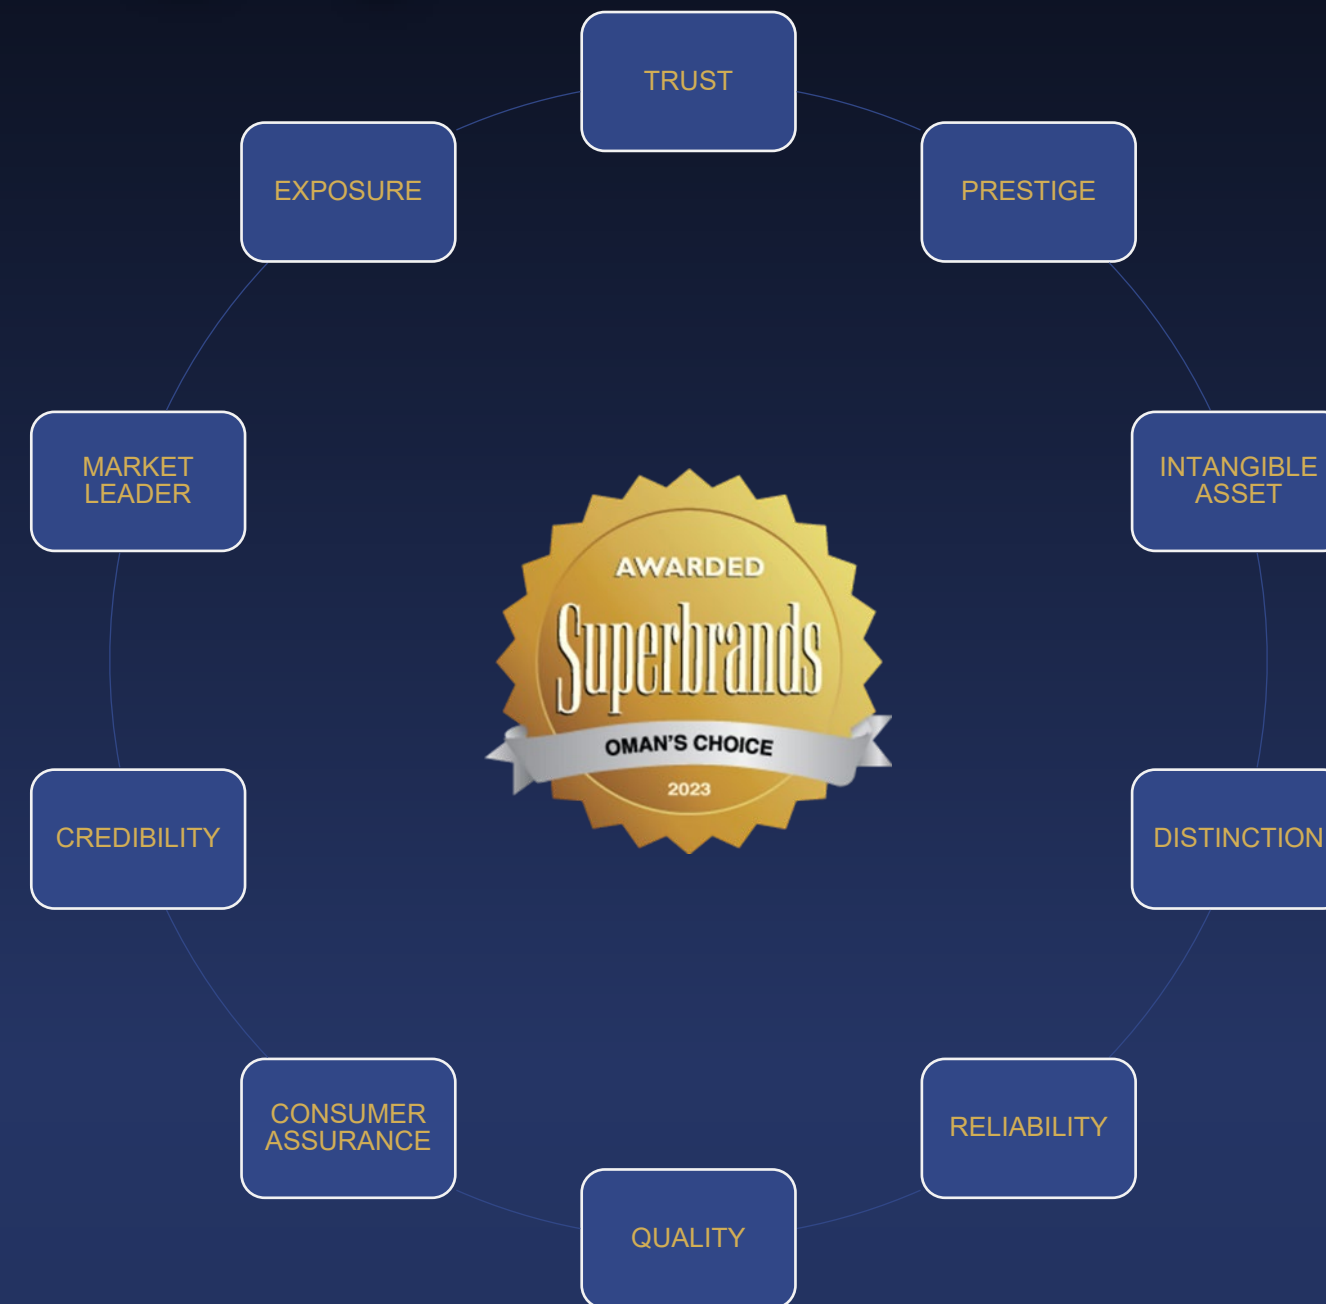 TRUST
EXPOSURE
PRESTIGE
MARKET
LEADER
INTANGIBLE
ASSET
AWARDED
Superbrands
OMAN'S CHOICE
2023
CREDIBILITY
DISTINCTION
CONSUMER
ASSURANCE
RELIABILITY
QUALITY